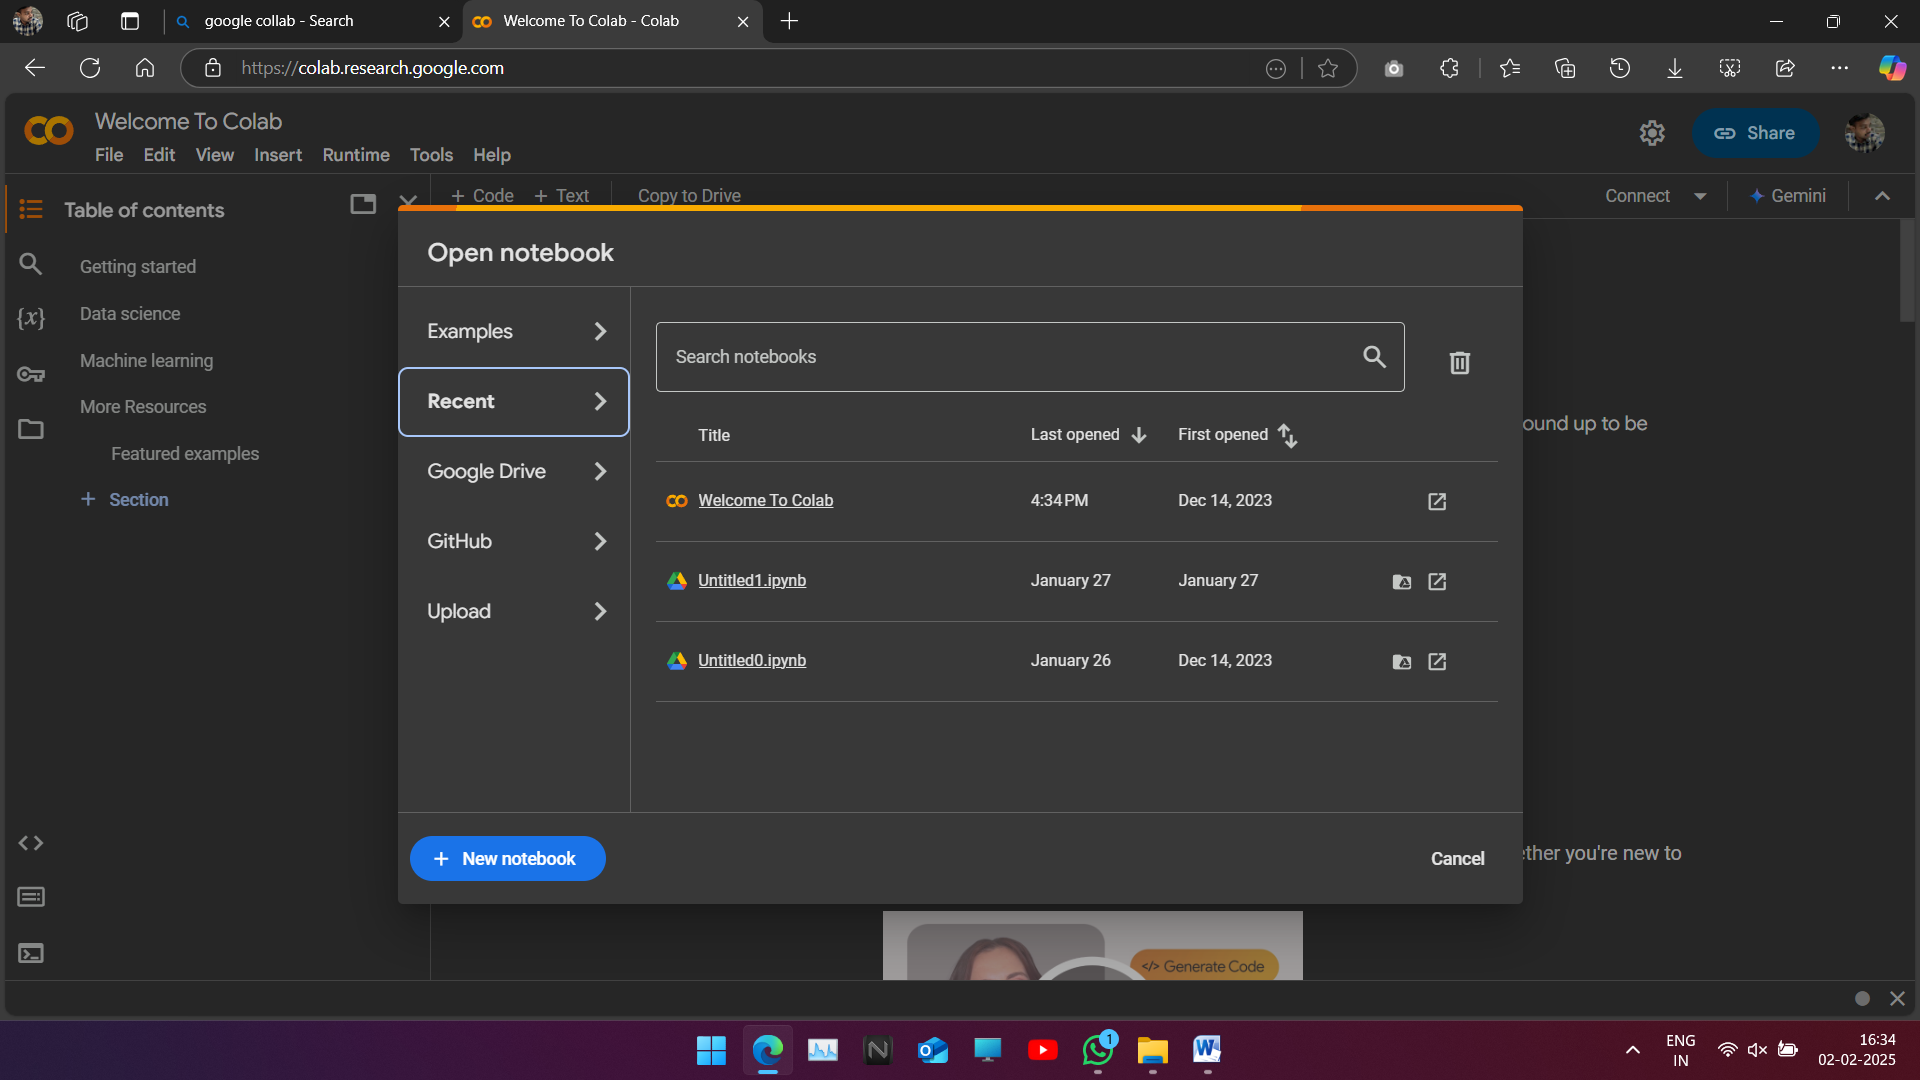 google collab - Search
Welcome To Colab - Colab
https://colab.research.google.com
Welcome To Colab
File Edit View Insert Runtime Tools Help
Share
Table of contents
+ Code + Text Copy to Drive
Connect Gemini
Getting started
Data science
Machine learning
More Resources
Featured examples
+ Section
Open notebook
Examples
Recent
Google Drive
GitHub
Upload
Search notebooks
Title Last opened First opened
Welcome To Colab 4:34 PM Dec 14, 2023
Untitled1.ipynb January 27 January 27
Untitled0.ipynb January 26 Dec 14, 2023
+ New notebook
Cancel
ound up to be
ther you're new to
</> Generate Code
1
ENG
IN
16:34
02-02-2025